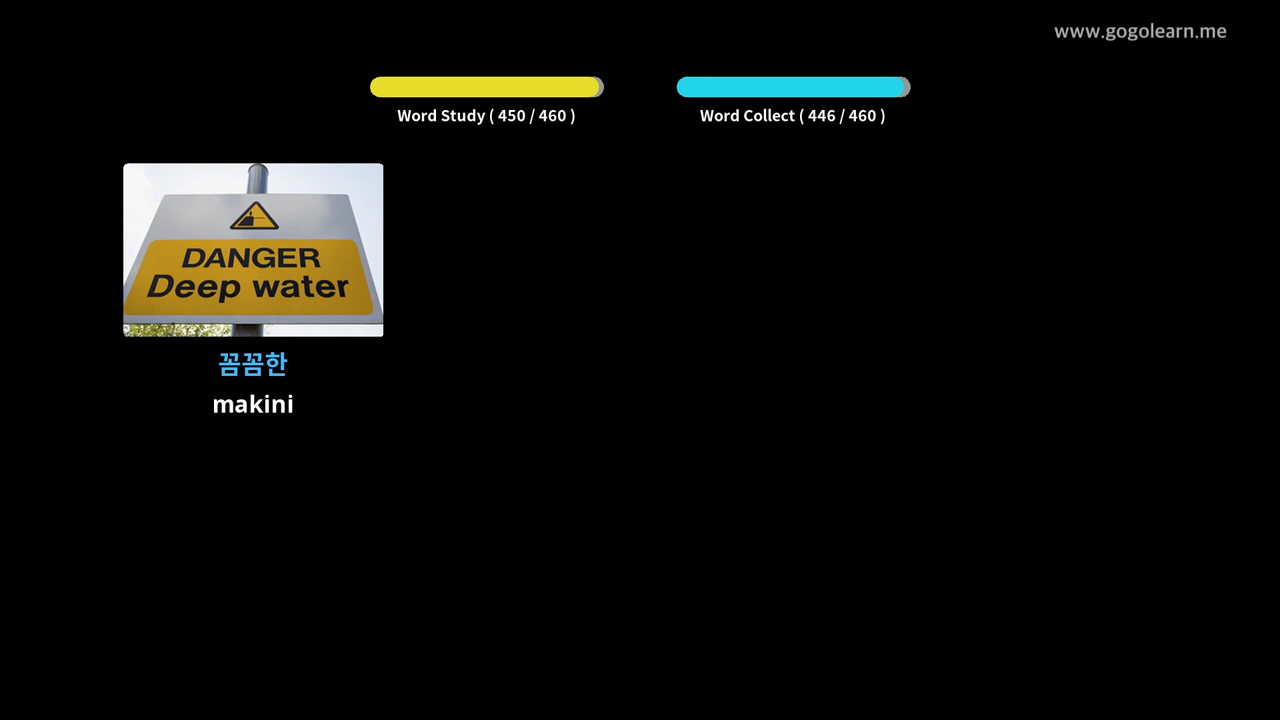 www.gogolearn.me
Word Study ( 450 / 460 )
Word Collect ( 446 / 460 )
DANGER
Deep water
꼼꼼한
makini